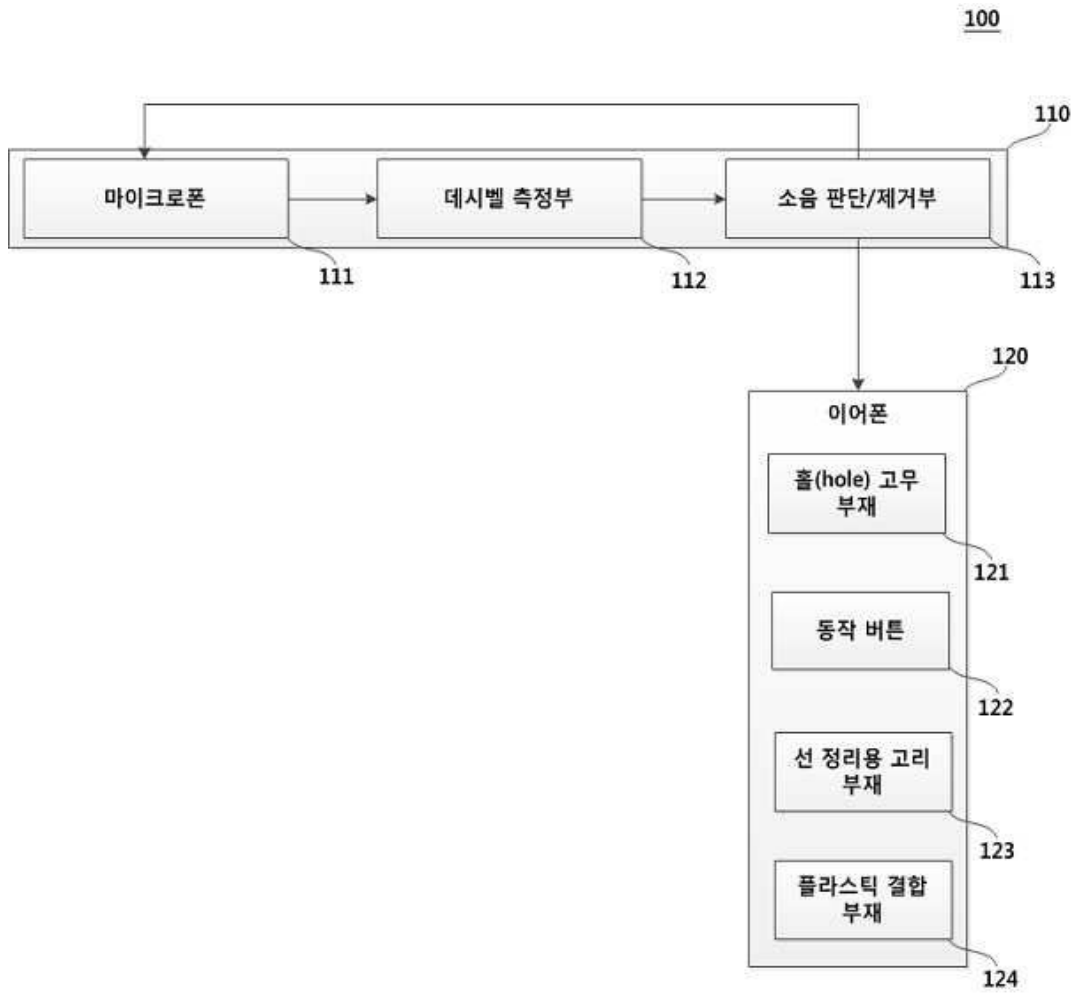 100
110
마이크로폰
데시벨 측정부
소음 판단/제거부
111
112
113
120
이어폰
홀(hole) 고무
부재
121
동작 버튼
122
선 정리용 고리
부재
123
플라스틱 결합
부재
124